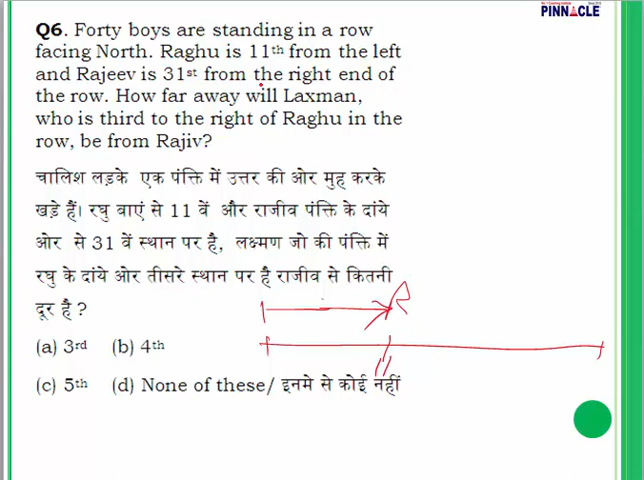 PINNACLE
Q6. Forty boys are standing in a row
facing North. Raghu is 11th from the left
and Rajeev is 31st from the right end of
the row. How far away will Laxman,
who is third to the right of Raghu in the
row, be from Rajiv?
चालिश लड़के एक पंक्ति में उत्तर की ओर मुह करके
खड़े हैं। रघु बाएं से 11 वें और राजीव पंक्ति के दांये
ओर से 31 वें स्थान पर है, लक्ष्मण जो की पंक्ति में
रघु के दांये ओर तीसरे स्थान पर है राजीव से कितनी
दूर है?
R
(a) 3rd (b) 4th
11
(c) 5th (d) None of these/ इनमे से कोई नहीं